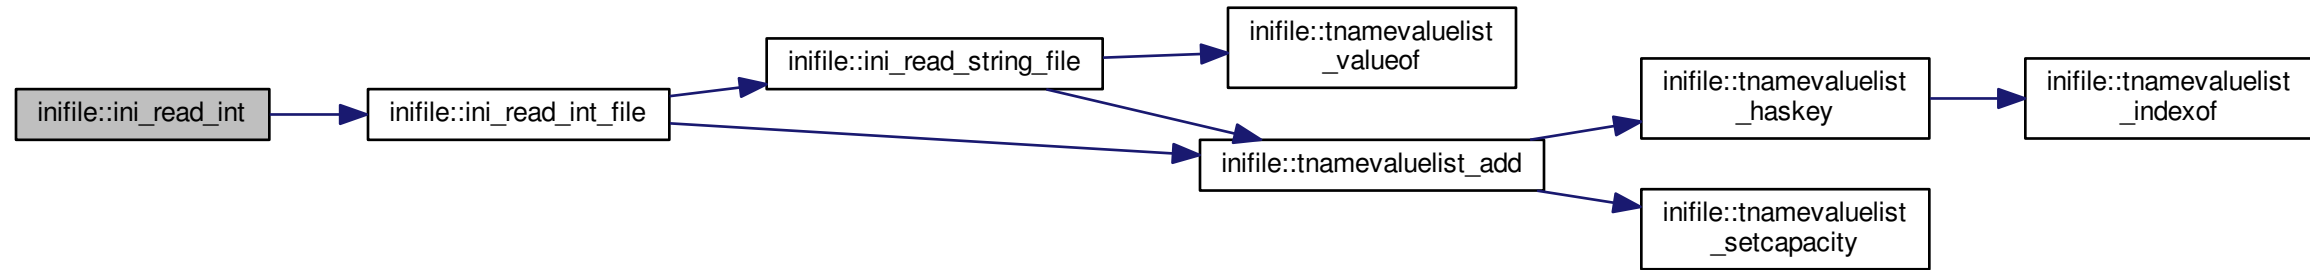 inifile::ini_read_int
inifile::ini_read_int_file
inifile::ini_read_string_file
inifile::tnamevaluelist
_valueof
inifile::tnamevaluelist_add
inifile::tnamevaluelist
_haskey
inifile::tnamevaluelist
_indexof
inifile::tnamevaluelist
_setcapacity